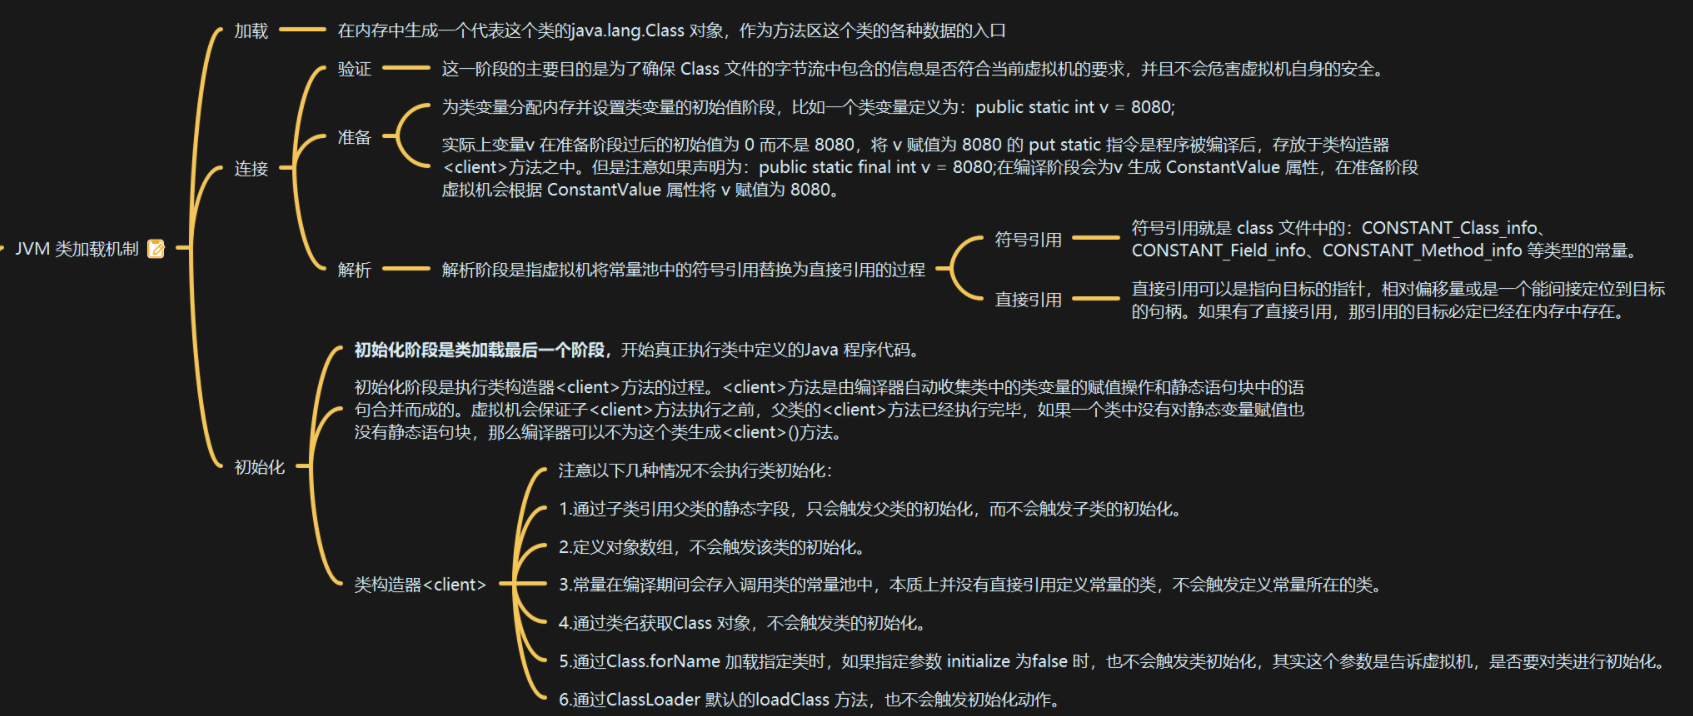 JVM 类加载机制
加载
在内存中生成一个代表这个类的java.lang.Class 对象，作为方法区这个类的各种数据的入口
连接
验证
这一阶段的主要目的是为了确保 Class 文件的字节流中包含的信息是否符合当前虚拟机的要求，并且不会危害虚拟机自身的安全。
准备
为类变量分配内存并设置类变量的初始值阶段，比如一个类变量定义为：public static int v = 8080;
实际上变量v 在准备阶段过后的初始值为 0 而不是 8080，将 v 赋值为 8080 的 put static 指令是程序被编译后，存放于类构造器
<client>方法之中。但是注意如果声明为：public static final int v = 8080;在编译阶段会为v 生成 ConstantValue 属性，在准备阶段
虚拟机会根据 ConstantValue 属性将 v 赋值为 8080。
解析
解析阶段是指虚拟机将常量池中的符号引用替换为直接引用的过程
符号引用
符号引用就是 class 文件中的：CONSTANT_Class_info、
CONSTANT_Field_info、CONSTANT_Method_info 等类型的常量。
直接引用
直接引用可以是指向目标的指针，相对偏移量或是一个能间接定位到目标
的句柄。如果有了直接引用，那引用的目标必定已经在内存中存在。
初始化
初始化阶段是类加载最后一个阶段，开始真正执行类中定义的Java 程序代码。
初始化阶段是执行类构造器<client>方法的过程。<client>方法是由编译器自动收集类中的类变量的赋值操作和静态语句块中的语
句合并而成的。虚拟机会保证子<client>方法执行之前，父类的<client>方法已经执行完毕，如果一个类中没有对静态变量赋值也
没有静态语句块，那么编译器可以不为这个类生成<client>()方法。
类构造器<client>
注意以下几种情况不会执行类初始化：
1.通过子类引用父类的静态字段，只会触发父类的初始化，而不会触发子类的初始化。
2.定义对象数组，不会触发该类的初始化。
3.常量在编译期间会存入调用类的常量池中，本质上并没有直接引用定义常量的类，不会触发定义常量所在的类。
4.通过类名获取Class 对象，不会触发类的初始化。
5.通过Class.forName 加载指定类时，如果指定参数 initialize 为false 时，也不会触发类初始化，其实这个参数是告诉虚拟机，是否要对类进行初始化。
6.通过ClassLoader 默认的loadClass 方法，也不会触发初始化动作。